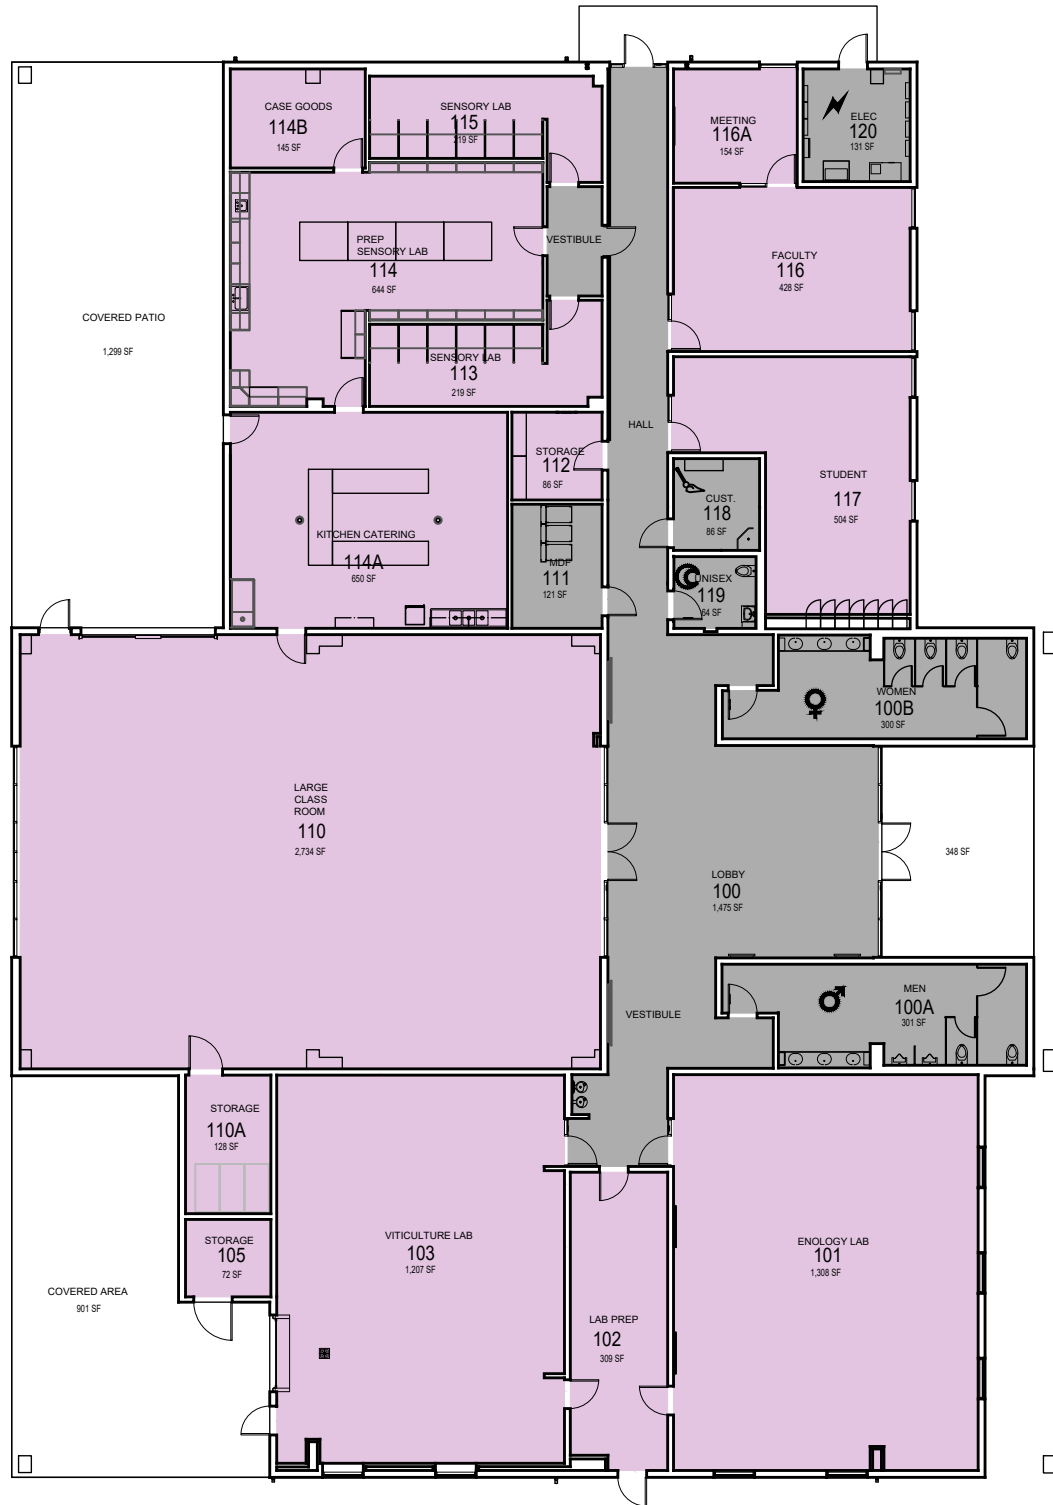 CASE GOODS
114B
145 SF
SENSORY LAB
115
219 SF
MEETING
116A
154 SF
ELEC
120
131 SF
PREP
SENSORY LAB
114
644 SF
VESTIBULE
FACULTY
116
428 SF
COVERED PATIO
1,299 SF
SENSORY LAB
113
219 SF
HALL
STORAGE
112
86 SF
STUDENT
117
504 SF
CUST.
118
86 SF
KITCHEN CATERING
114A
650 SF
MDF
111
121 SF
UNISEX
119
64 SF
WOMEN
100B
300 SF
LARGE
CLASS
ROOM
110
2,734 SF
LOBBY
100
1,475 SF
348 SF
MEN
100A
301 SF
VESTIBULE
STORAGE
110A
128 SF
STORAGE
105
72 SF
VITICULTURE LAB
103
1,207 SF
ENOLOGY LAB
101
1,308 SF
COVERED AREA
901 SF
LAB PREP
102
309 SF